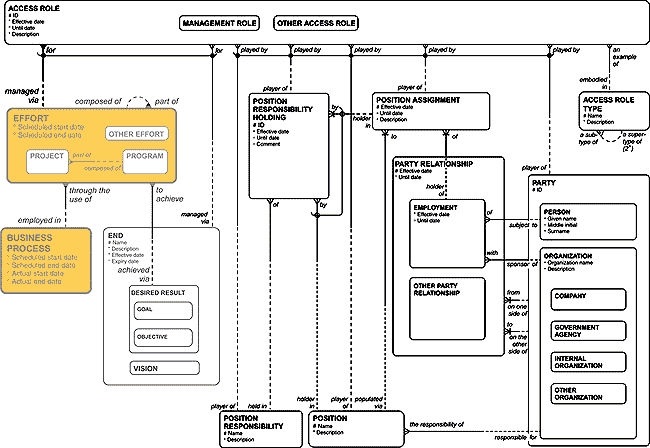 ACCESS ROLE
# ID
* Effective date
* Until date
* Description
MANAGEMENT ROLE
OTHER ACCESS ROLE
for
for
played by
played by
played by
played by
played by
an
example
of
managed
via
player of
player of
embodied
in
composed of
part of
EFFORT
* Scheduled start date
* Scheduled end date
OTHER EFFORT
PROJECT
part of
composed of
PROGRAM
POSITION
RESPONSIBILITY
HOLDING
# ID
* Effective date
* Until date
* Comment
by
holder
in
POSITION ASSIGNMENT
# Effective date
* Until date
* Description
ACCESS ROLE
TYPE
# Name
* Description
a sub-
type of
a super-
type of
(2°)
to
of
player of
through the
use of
to
achieve
PARTY RELATIONSHIP
# Effective date
* Until date
holder
of
PARTY
# ID
employed in
managed
via
of
by
EMPLOYMENT
* Effective date
* Until date
of
subject to
PERSON
* Given name
* Middle initial
* Surname
BUSINESS
PROCESS
* Scheduled start date
* Scheduled end date
* Actual start date
* Actual end date
END
# Name
* Description
* Effective date
* Expiry date
achieved
via
with
sponsor of
ORGANIZATION
* Organization name
* Description
DESIRED RESULT
GOAL
OBJECTIVE
VISION
OTHER PARTY
RELATIONSHIP
from
on one
side of
to
on the
other
side of
COMPANY
GOVERNMENT
AGENCY
INTERNAL
ORGANIZATION
OTHER
ORGANIZATION
player of
held in
holder
in
player
of
populated
via
POSITION
RESPONSIBILITY
# Name
* Description
POSITION
# Name
* Description
the responsibility of
responsible for